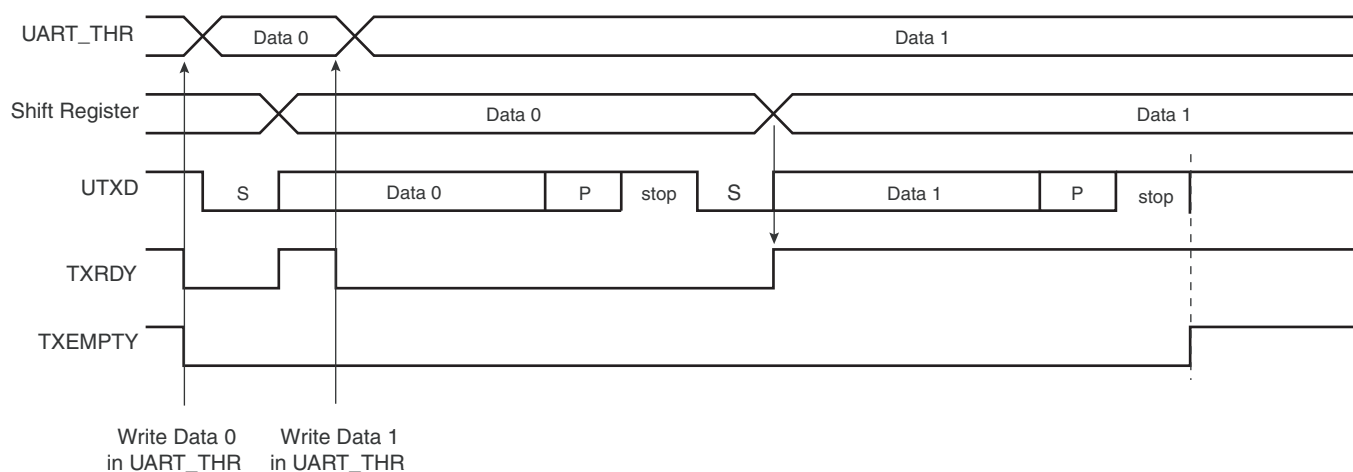 UART_THR
Data 0
Data 1
Shift Register
Data 0
Data 1
UTXD
S
Data 0
P
stop
S
Data 1
P
stop
TXRDY
TXEMPTY
Write Data 0
in UART_THR
Write Data 1
in UART_THR